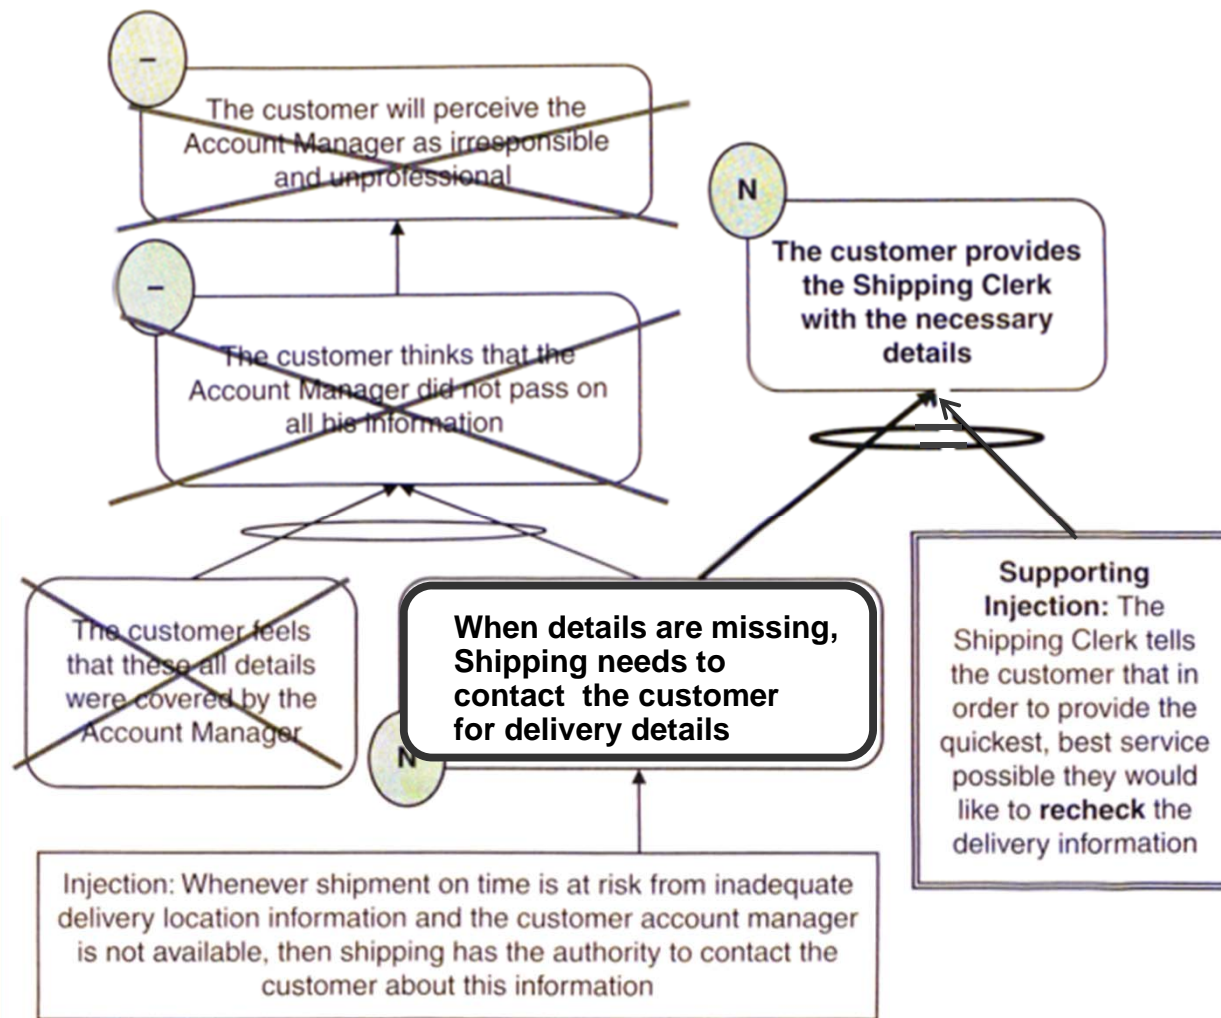 –
The customer will perceive the
Account Manager as irresponsible
and unprofessional
N
The customer provides
the Shipping Clerk
with the necessary
details
–
The customer thinks that the
Account Manager did not pass on
all his information
The customer feels
that these all details
were covered by the
Account Manager
When details are missing,
Shipping needs to
contact the customer
for delivery details
N
Supporting
Injection: The
Shipping Clerk tells
the customer that in
order to provide the
quickest, best service
possible they would
like to recheck the
delivery information
Injection: Whenever shipment on time is at risk from inadequate
delivery location information and the customer account manager
is not available, then shipping has the authority to contact the
customer about this information